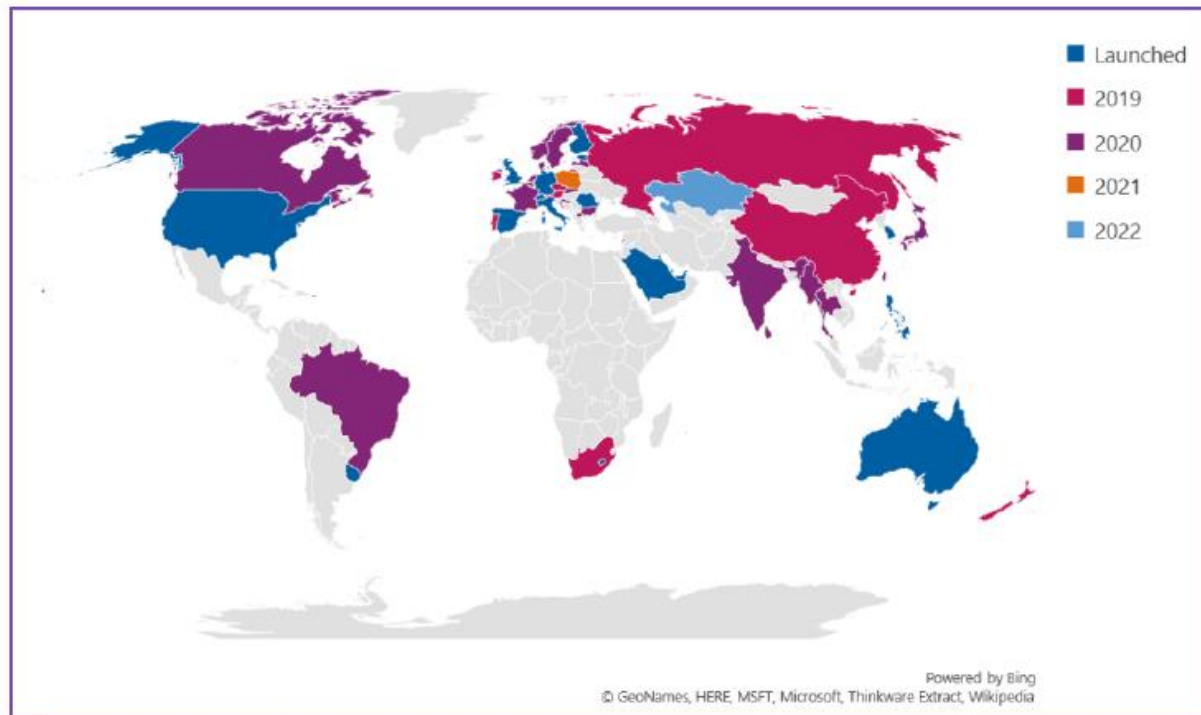 Launched
2019
2020
2021
2022
Powered by Bing
© GeoNames, HERE, MSFT, Microsoft, Thinkware Extract, Wikipedia